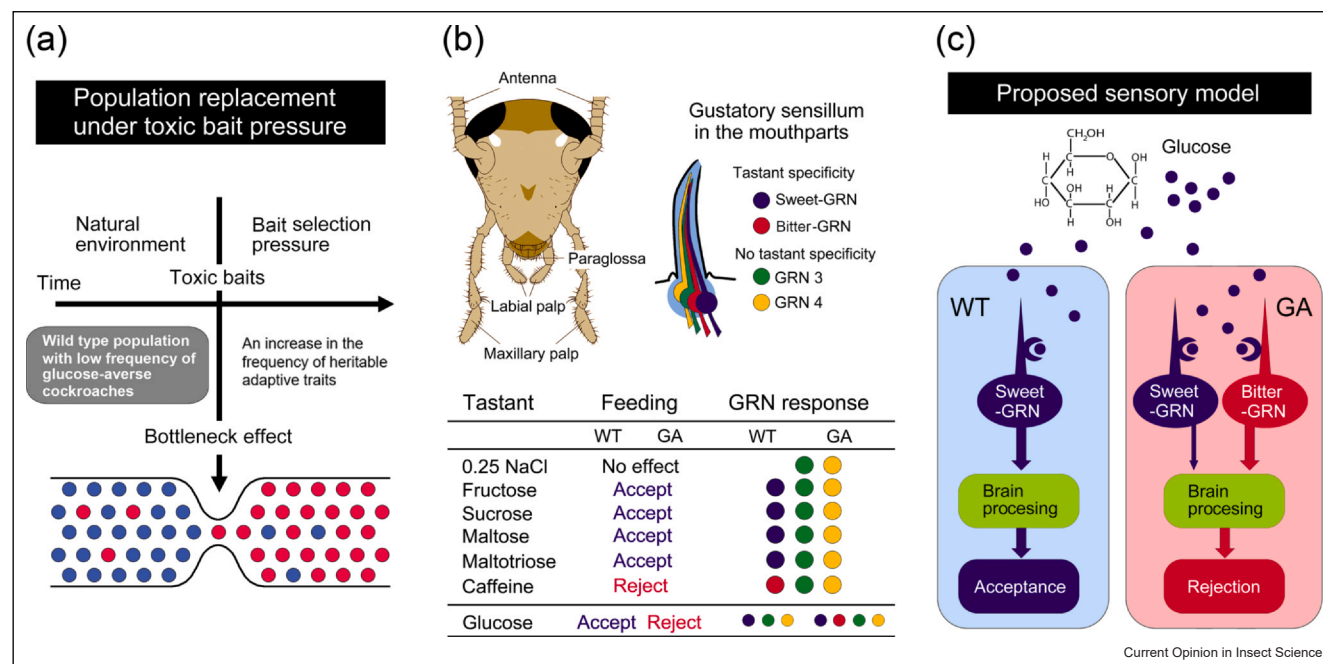 (a)
Population replacement
under toxic bait pressure
Natural
environment
Bait selection
pressure
Time
Toxic baits
Wild type population
with low frequency of
glucose-averse
cockroaches
An increase in the
frequency of heritable
adaptive traits
Bottleneck effect
(b)
Antenna
Paraglossa
Labial palp
Maxillary palp
Gustatory sensillum
in the mouthparts
Tastant specificity
Sweet-GRN
Bitter-GRN
No tastant specificity
GRN 3
GRN 4
Tastant Feeding GRN response
WT GA WT GA
0.25 NaCl No effect
Fructose Accept
Sucrose Accept
Maltose Accept
Maltotriose Accept
Caffeine Reject
Glucose Accept Reject
(c)
Proposed sensory model
CH₂OH
H O OH
C H C
C OH H C
HO C C H
H OH
Glucose
WT
Sweet
-GRN
Brain
procesing
Acceptance
GA
Sweet
-GRN
Bitter
-GRN
Brain
procesing
Rejection
Current Opinion in Insect Science